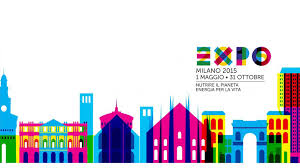 EXPO
MILANO 2015
1 MAGGIO • 31 OTTOBRE
NUTRIRE IL PIANETA
ENERGIA PER LA VITA